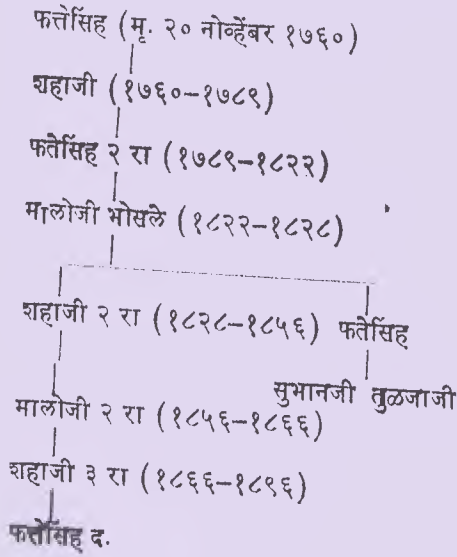 फत्तेसिंह (मृ. २० नोव्हेंबर १७६०)
शहाजी (१७६०-१७८९)
फत्तेसिंह २ रा (१७८९-१८२२)
मालोजी भोसले (१८२२-१८२८)
शहाजी २ रा (१८२८-१८५६) फत्तेसिंह
सुभानजी तुळजाजी
मालोजी २ रा (१८५६-१८६६)
शहाजी ३ रा (१८६६-१८९६)
फत्तेसिंह द.